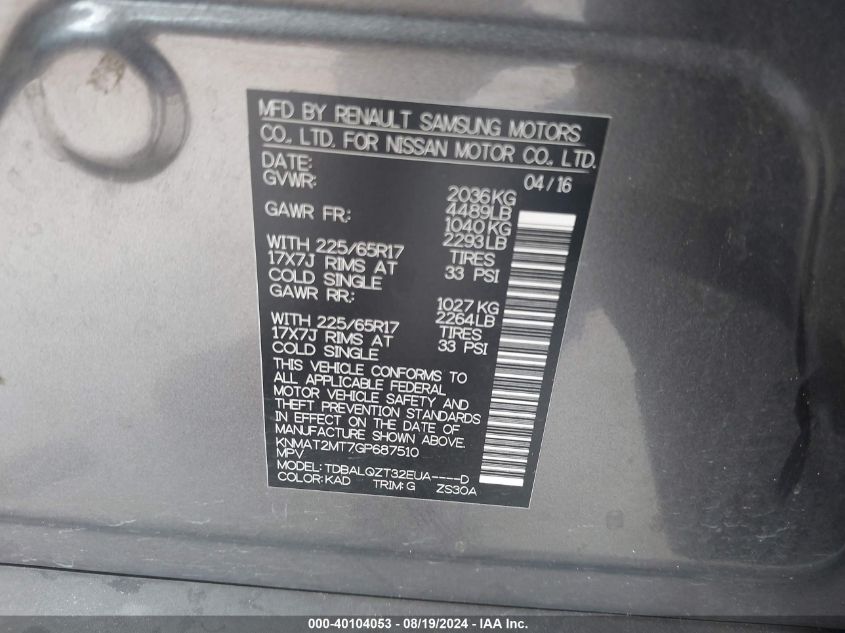 MFD BY RENAULT SAMSUNG MOTORS
CO., LTD. FOR NISSAN MOTOR CO., LTD.
DATE: 04/16
GVWR: 2036KG
4489LB
GAWR FR: 1040KG
2293LB
WITH 225/65R17 TIRES
17X7J RIMS AT 33 PSI
COLD SINGLE
GAWR RR: 1027KG
2264LB
WITH 225/65R17 TIRES
17X7J RIMS AT 33 PSI
COLD SINGLE
THIS VEHICLE CONFORMS TO
ALL APPLICABLE FEDERAL
MOTOR VEHICLE SAFETY AND
THEFT PREVENTION STANDARDS
IN EFFECT ON THE DATE OF
MANUFACTURE SHOWN ABOVE.
KNMAT2MT7GP687510
MPV
MODEL: TDBALQZT32EUA----D
COLOR: KAD TRIM: G ZS30A
000-40104053 - 08/19/2024 - © IAA, Inc.